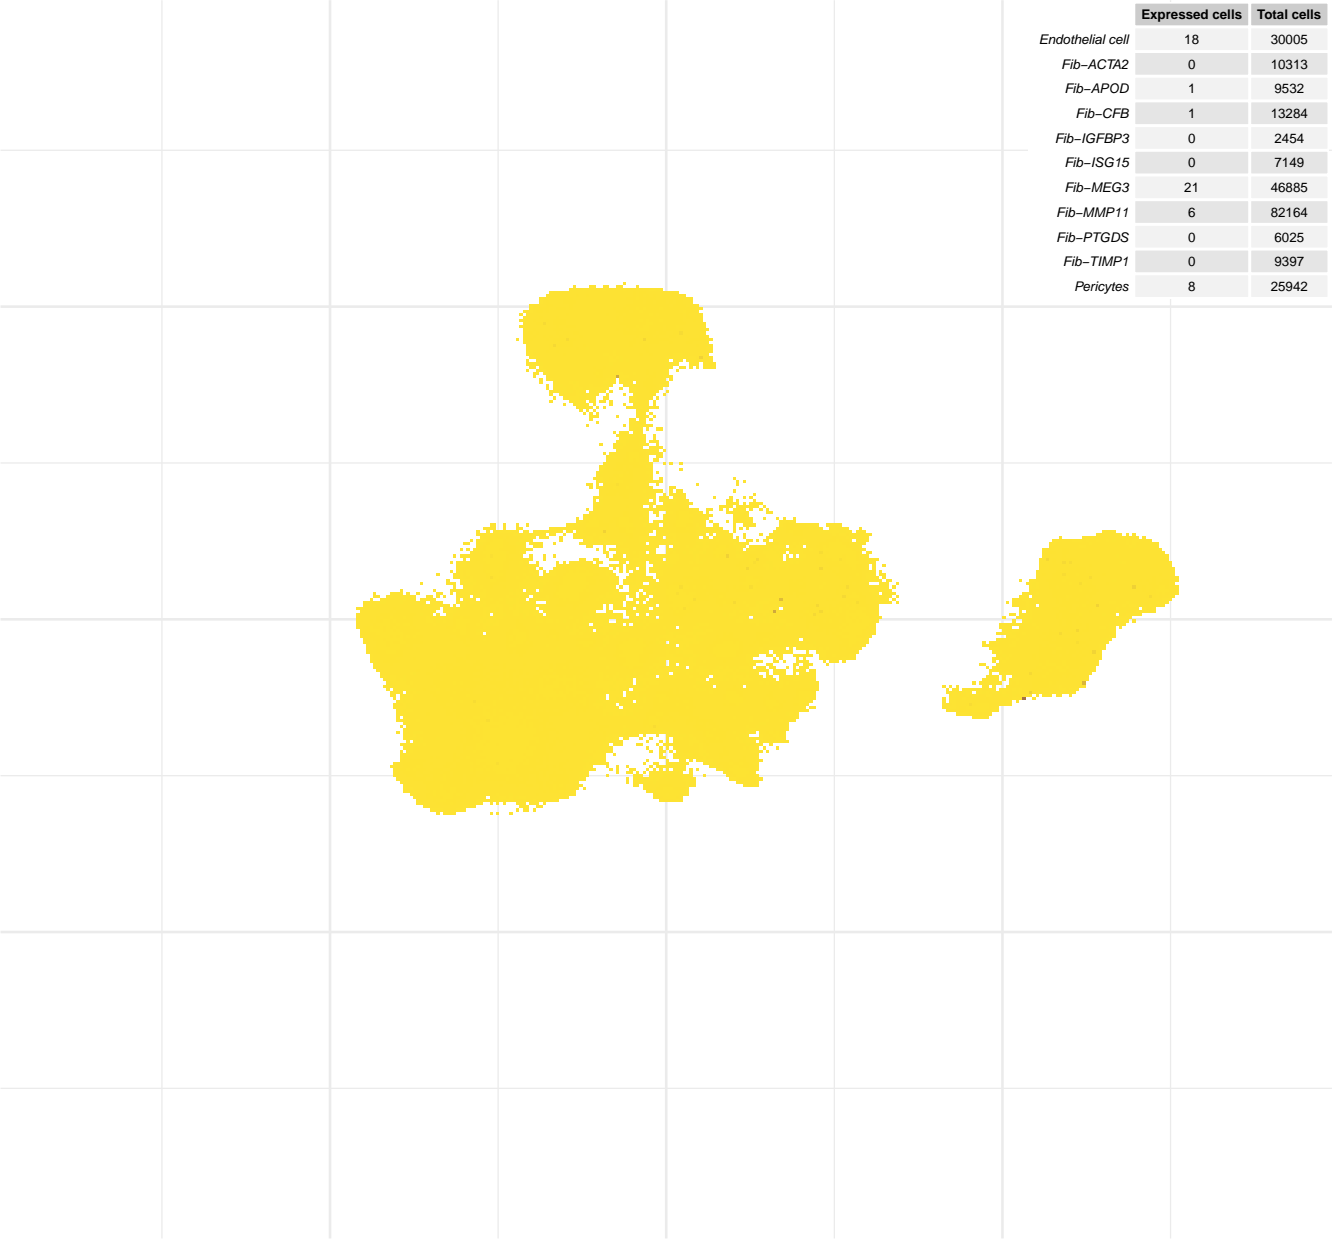 Expressed cells Total cells
Endothelial cell 18 30005
Fib−ACTA2 0 10313
Fib−APOD 1 9532
Fib−CFB 1 13284
Fib−IGFBP3 0 2454
Fib−ISG15 0 7149
Fib−MEG3 21 46885
Fib−MMP11 6 82164
Fib−PTGDS 0 6025
Fib−TIMP1 0 9397
Pericytes 8 25942